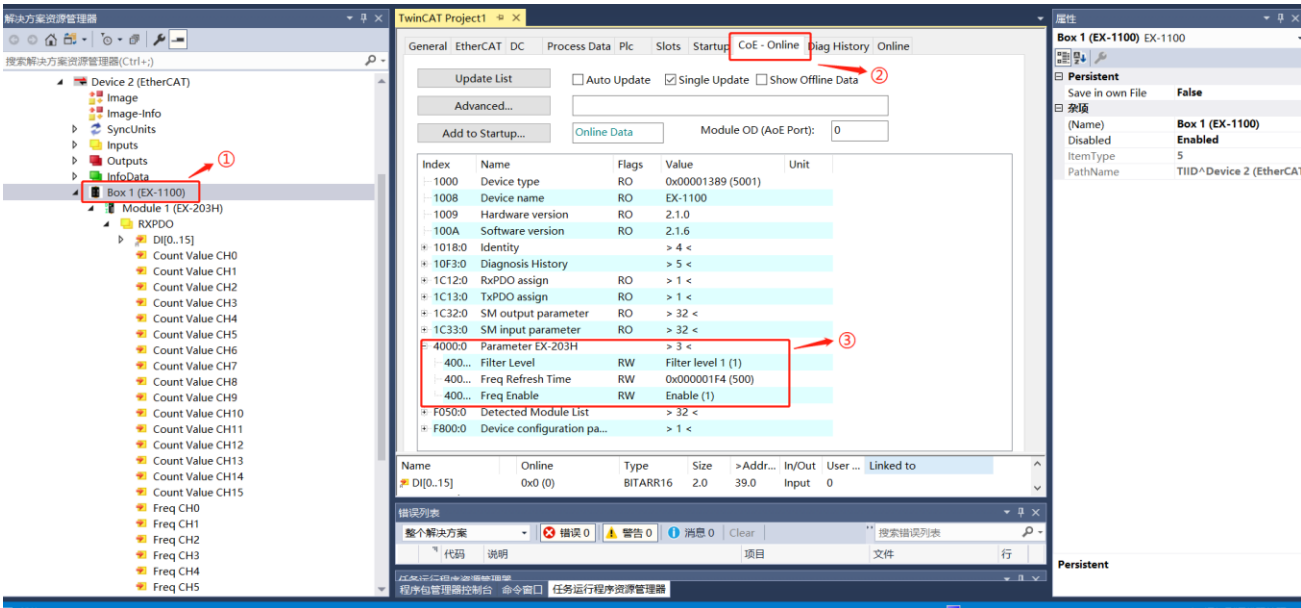 解决方案资源管理器
搜索解决方案资源管理器(Ctrl+;)
Device 2 (EtherCAT)
Image
Image-Info
SyncUnits
Inputs
Outputs
InfoData
①
Box 1 (EX-1100)
Module 1 (EX-203H)
RXPDO
DI[0..15]
Count Value CH0
Count Value CH1
Count Value CH2
Count Value CH3
Count Value CH4
Count Value CH5
Count Value CH6
Count Value CH7
Count Value CH8
Count Value CH9
Count Value CH10
Count Value CH11
Count Value CH12
Count Value CH13
Count Value CH14
Count Value CH15
Freq CH0
Freq CH1
Freq CH2
Freq CH3
Freq CH4
Freq CH5
TwinCAT Project1
General EtherCAT DC Process Data Plc Slots Startup CoE - Online Diag History Online
②
Update List Auto Update Single Update Show Offline Data
Advanced...
Add to Startup... Online Data Module OD (AoE Port): 0
Index Name Flags Value Unit
1000 Device type RO 0x00001389 (5001)
1008 Device name RO EX-1100
1009 Hardware version RO 2.1.0
100A Software version RO 2.1.6
1018:0 Identity > 4 <
10F3:0 Diagnosis History > 5 <
1C12:0 RxPDO assign RO > 1 <
1C13:0 TxPDO assign RO > 1 <
1C32:0 SM output parameter RO > 32 <
1C33:0 SM input parameter RO > 32 <
③
4000:0 Parameter EX-203H > 3 <
400... Filter Level RW Filter level 1 (1)
400... Freq Refresh Time RW 0x000001F4 (500)
400... Freq Enable RW Enable (1)
F050:0 Detected Module List > 32 <
F800:0 Device configuration pa... > 1 <
Name Online Type Size >Addr... In/Out User ... Linked to
DI[0..15] 0x0 (0) BITARR16 2.0 39.0 Input 0
错误列表
整个解决方案 错误 0 警告 0 消息 0 Clear 搜索错误列表
代码 说明 项目 文件 行
任务运行程序资源管理器
程序包管理器控制台 命令窗口 任务运行程序资源管理器
属性
Box 1 (EX-1100) EX-1100
Persistent
Save in own File False
杂项
(Name) Box 1 (EX-1100)
Disabled Enabled
ItemType 5
PathName TIID^Device 2 (EtherCAT
Persistent